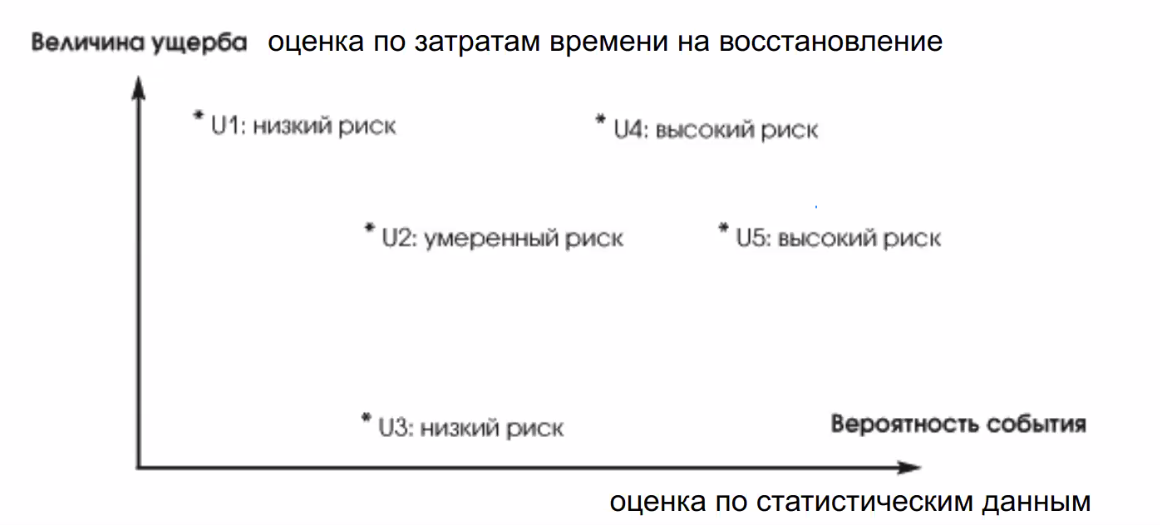 Величина ущерба оценка по затратам времени на восстановление
* U1: низкий риск
* U4: высокий риск
* U2: умеренный риск
* U5: высокий риск
* U3: низкий риск
Вероятность события
оценка по статистическим данным